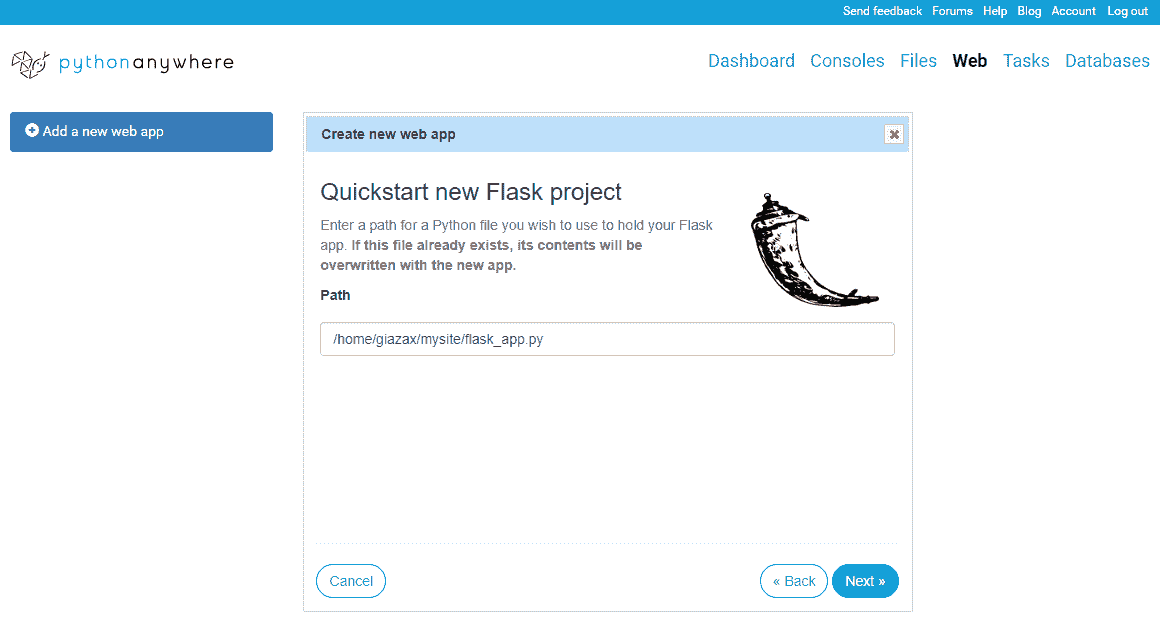 Send feedback Forums Help Blog Account Log out
pythonanywhere
Dashboard Consoles Files Web Tasks Databases
Add a new web app
Create new web app
Quickstart new Flask project
Enter a path for a Python file you wish to use to hold your Flask
app. If this file already exists, its contents will be
overwritten with the new app.
Path
/home/giazax/mysite/flask_app.py
Cancel
« Back
Next »